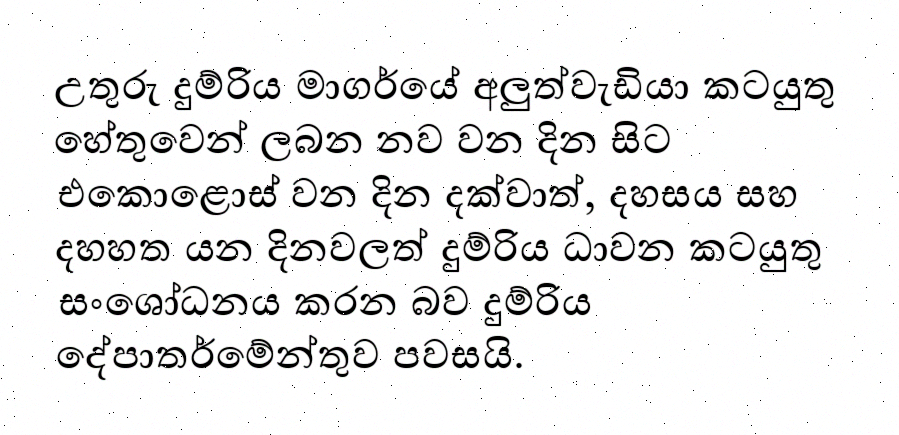 උතුරු දුම්රිය මාගර්යේ අලුත්වැඩියා කටයුතු
හේතුවෙන් ලබන නව වන දින සිට
එකොළොස් වන දින දක්වාත්, දහසය සහ
දහහත යන දිනවලත් දුම්රිය ධාවන කටයුතු
සංශෝධනය කරන බව දුම්රිය
දේපාතර්මේන්තුව පවසයි.